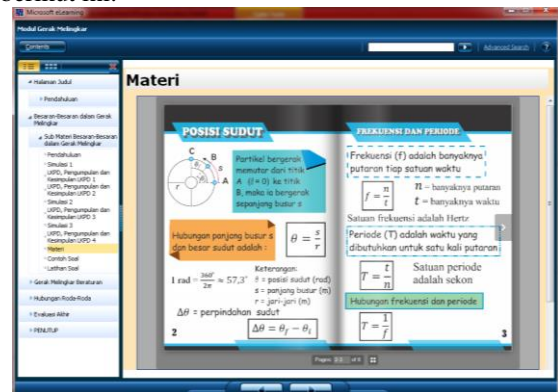 Microsoft eLearning
Modul Gerak Melingkar
Contents
Advanced Search
Halaman Judul
Pendahuluan
Besaran-Besaran dalam Gerak
Melingkar
Sub Materi Besaran-Besaran
dalam Gerak Melingkar
Pendahuluan
Simulasi 1
LKPD, Pengumpulan dan
Kesimpulan LKPD 1
LKPD, Pengumpulan dan
Kesimpulan LKPD 2
Simulasi 2
LKPD, Pengumpulan dan
Kesimpulan LKPD 3
Simulasi 3
LKPD, Pengumpulan dan
Kesimpulan LKPD 4
Materi
Contoh Soal
Latihan Soal
Gerak Melingkar Beraturan
Hubungan Roda-Roda
Evaluasi Akhir
PENUTUP
Materi
POSISI SUDUT
C
B
s
r
A
A
Partikel bergerak
memutar dari titik
A (t = 0) ke titik
B, maka ia bergerak
sepanjang busur s
Hubungan panjang busur s
dan besar sudut adalah :
θ = s/r
1 rad = 360°/2π ≈ 57,3°
Keterangan:
= posisi sudut (rad)
s = panjang busur (m)
r = jari-jari (m)
Δθ = perpindahan sudut
Δθ = θf − θi
2
FREKUENSI DAN PERIODE
Frekuensi (f) adalah banyaknya
putaran tiap satuan waktu
f = n/t
n = banyaknya putaran
t = banyaknya waktu
Satuan frekuensi adalah Hertz
Periode (T) adalah waktu yang
dibutuhkan untuk satu kali putaran
T = t/n
Satuan periode
adalah sekon
Hubungan frekuensi dan periode
T = 1/f
3
Pages
of 8